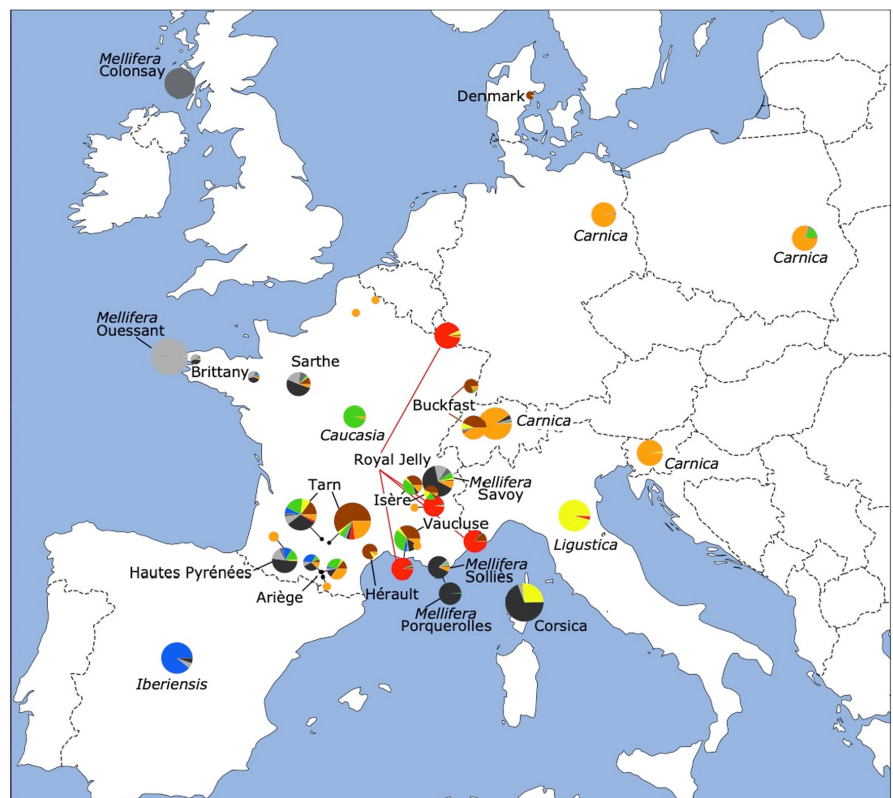 Mellifera
Colonsay
Denmark
Carnica
Carnica
Mellifera
Ouessant
Brittany
Sarthe
Buckfast
Caucasia
Carnica
Royal Jelly
Carnica
Mellifera
Savoy
Tarn
Isère
Vaucluse
Ligustica
Hautes Pyrénées
Mellifera
Solliès
Ariège
Hérault
Mellifera
Porquerolles
Corsica
Iberiensis